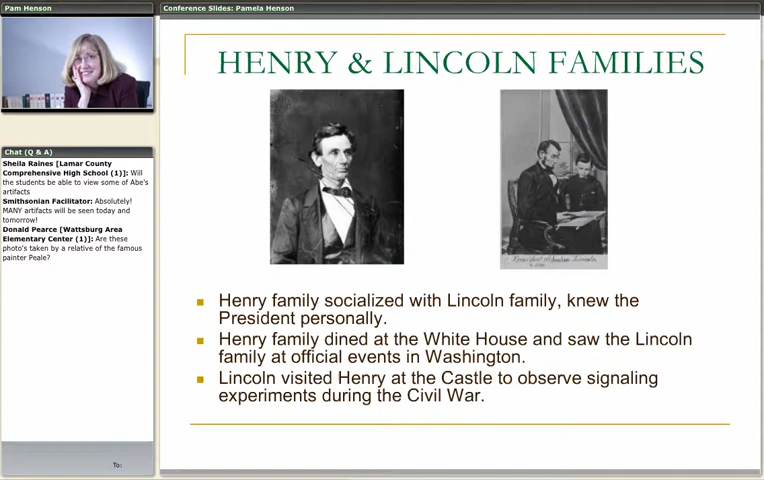 Pam Henson
Conference Slides: Pamela Henson
HENRY & LINCOLN FAMILIES
Henry family socialized with Lincoln family, knew the
President personally.
Henry family dined at the White House and saw the Lincoln
family at official events in Washington.
Lincoln visited Henry at the Castle to observe signaling
experiments during the Civil War.
Chat (Q & A)
Sheila Raines [Lamar County
Comprehensive High School (1)]: Will
the students be able to view some of Abe's
artifacts
Smithsonian Facilitator: Absolutely!
MANY artifacts will be seen today and
tomorrow!
Donald Pearce [Wattsburg Area
Elementary Center (1)]: Are these
photo's taken by a relative of the famous
painter Peale?
To: